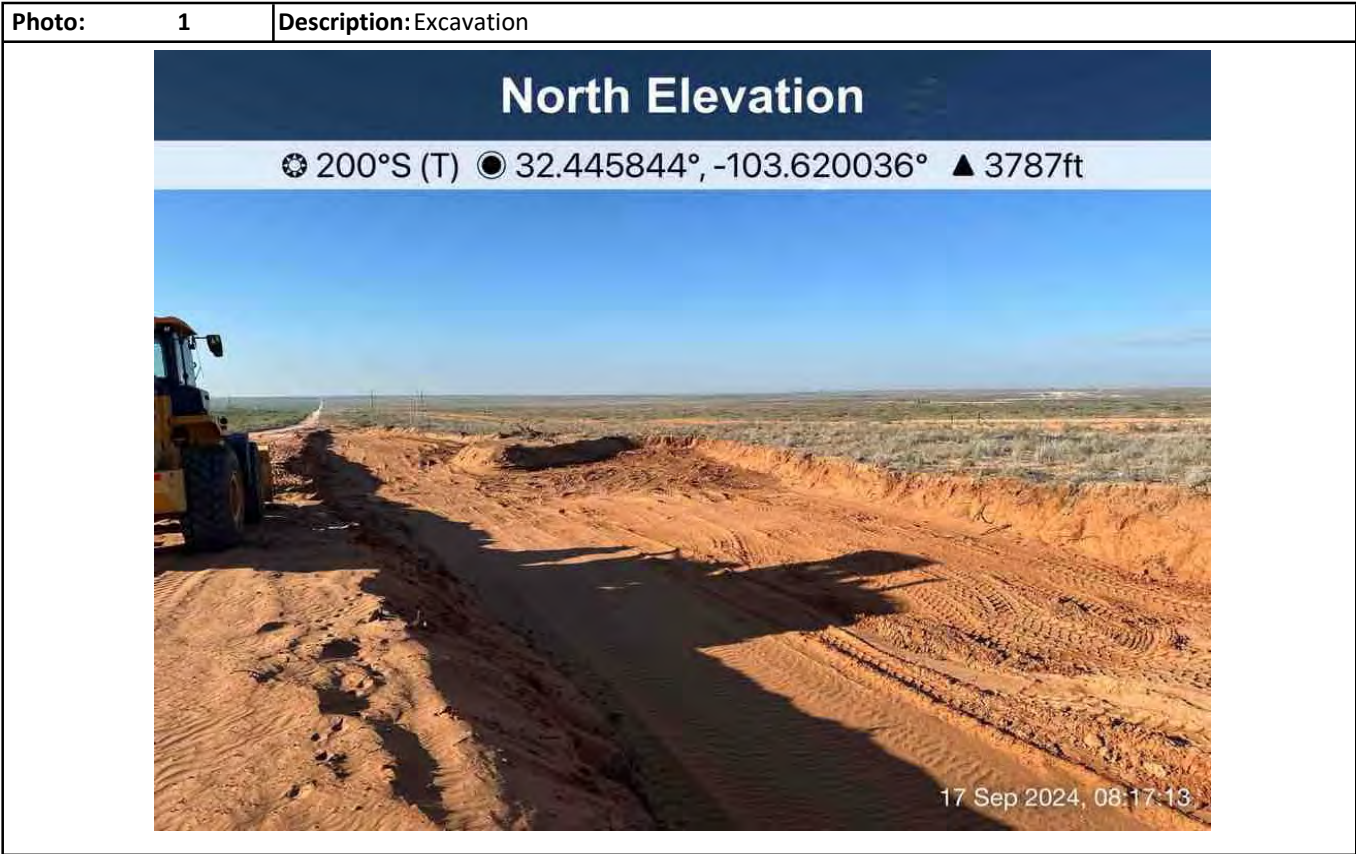 Photo: 1 Description: Excavation
North Elevation
200°S (T) 32.445844°, -103.620036° ▲ 3787ft
17 Sep 2024, 08:17:13